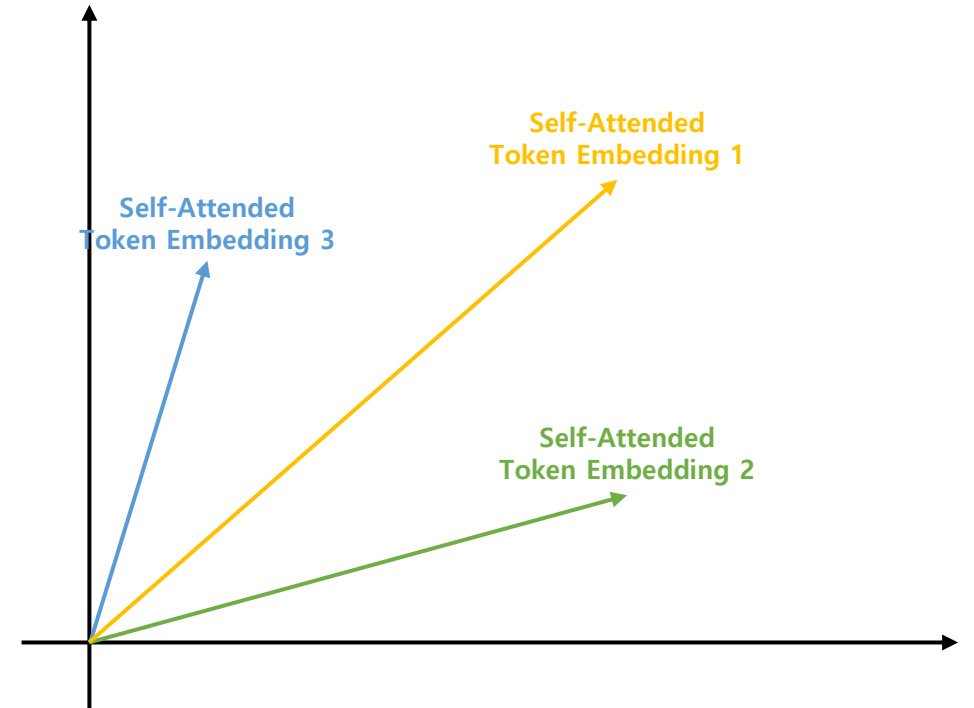 Self-Attended
Token Embedding 1
Self-Attended
Token Embedding 3
Self-Attended
Token Embedding 2